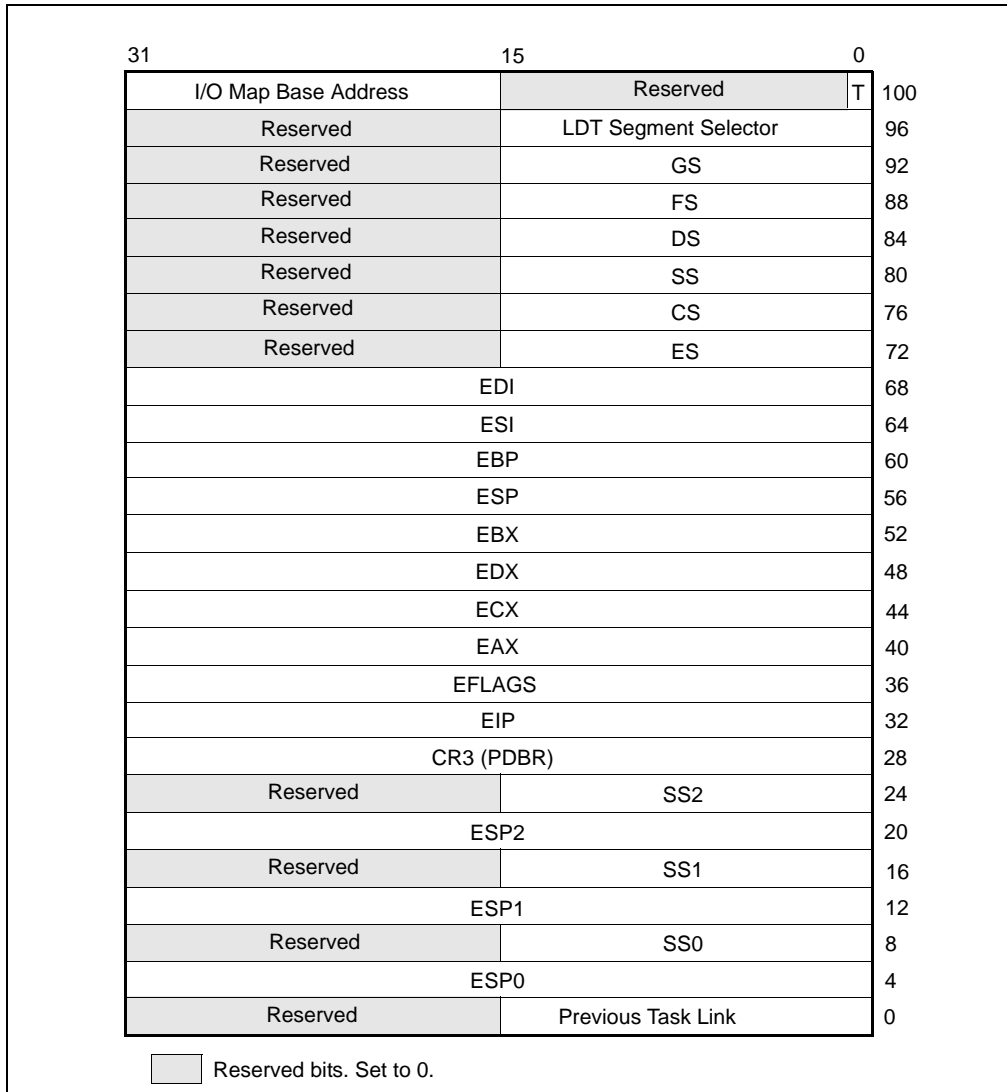 31 15 0
I/O Map Base Address Reserved T 100
Reserved LDT Segment Selector 96
Reserved GS 92
Reserved FS 88
Reserved DS 84
Reserved SS 80
Reserved CS 76
Reserved ES 72
EDI 68
ESI 64
EBP 60
ESP 56
EBX 52
EDX 48
ECX 44
EAX 40
EFLAGS 36
EIP 32
CR3 (PDBR) 28
Reserved SS2 24
ESP2 20
Reserved SS1 16
ESP1 12
Reserved SS0 8
ESP0 4
Reserved Previous Task Link 0
Reserved bits. Set to 0.